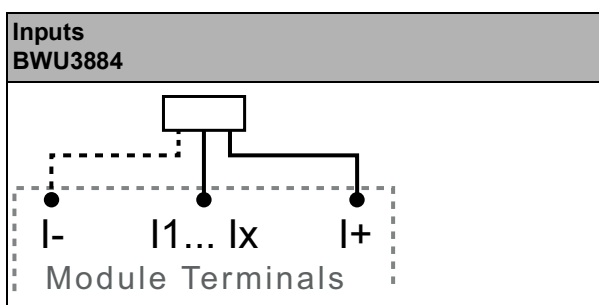 Inputs
BWU3884
I- I1... Ix I+
Module Terminals